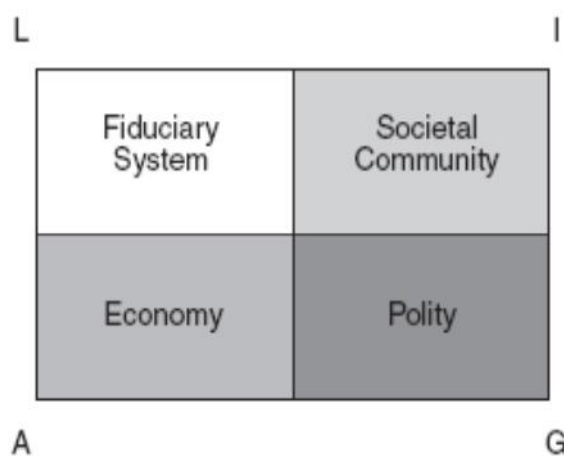 L I
Fiduciary
System
Societal
Community
Economy
Polity
A G